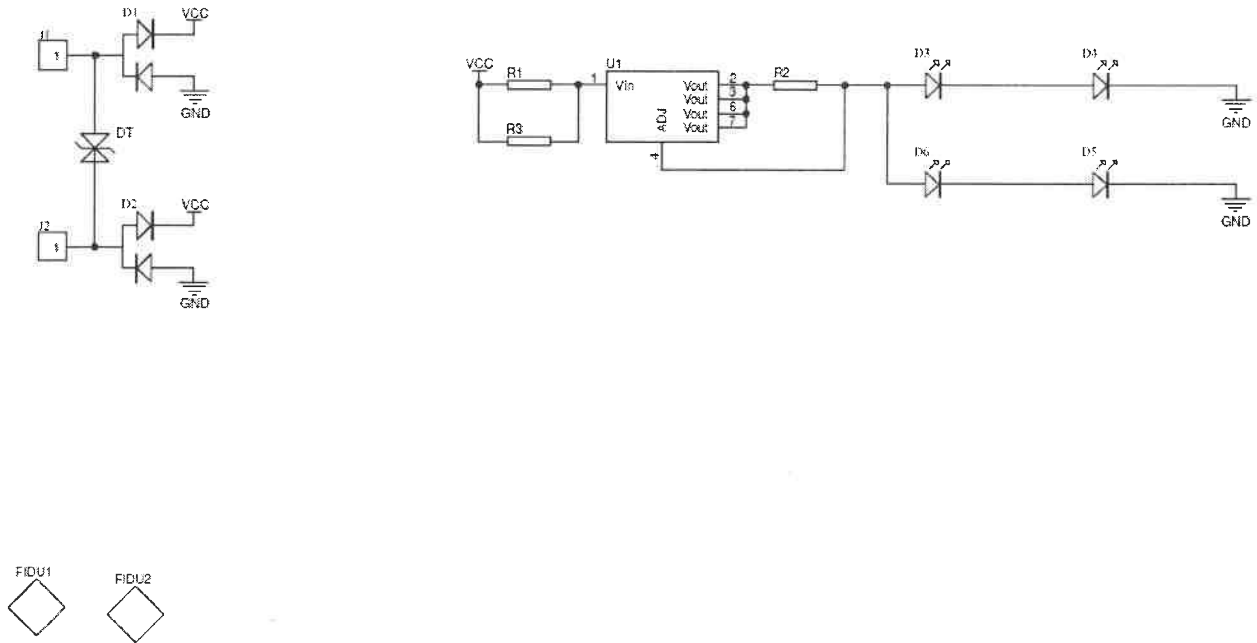 D1
VCC
J1
1
GND
DT
D2
VCC
J2
1
GND
VCC
R1
R3
1
U1
Vin
ADJ
4
Vout
Vout
Vout
Vout
2
3
6
7
R2
D3
D4
GND
D6
D5
GND
FIDU1
FIDU2